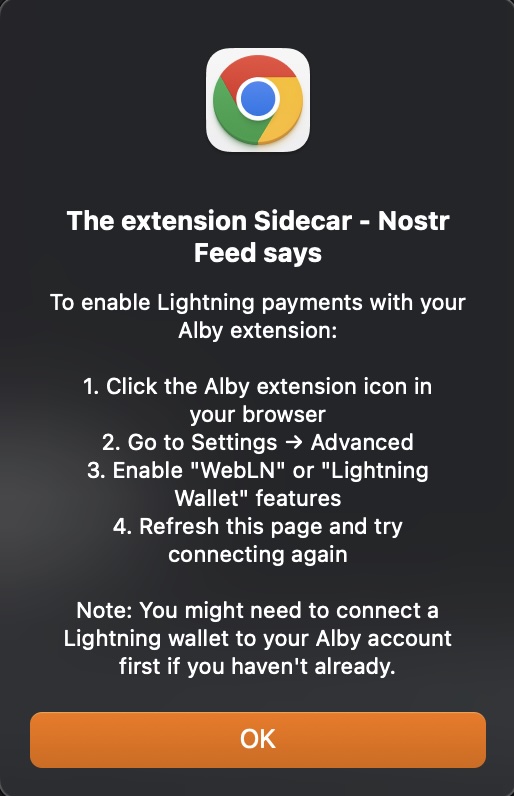 The extension Sidecar - Nostr
Feed says
To enable Lightning payments with your
Alby extension:
1. Click the Alby extension icon in
your browser
2. Go to Settings → Advanced
3. Enable "WebLN" or "Lightning
Wallet" features
4. Refresh this page and try
connecting again
Note: You might need to connect a
Lightning wallet to your Alby account
first if you haven't already.
OK